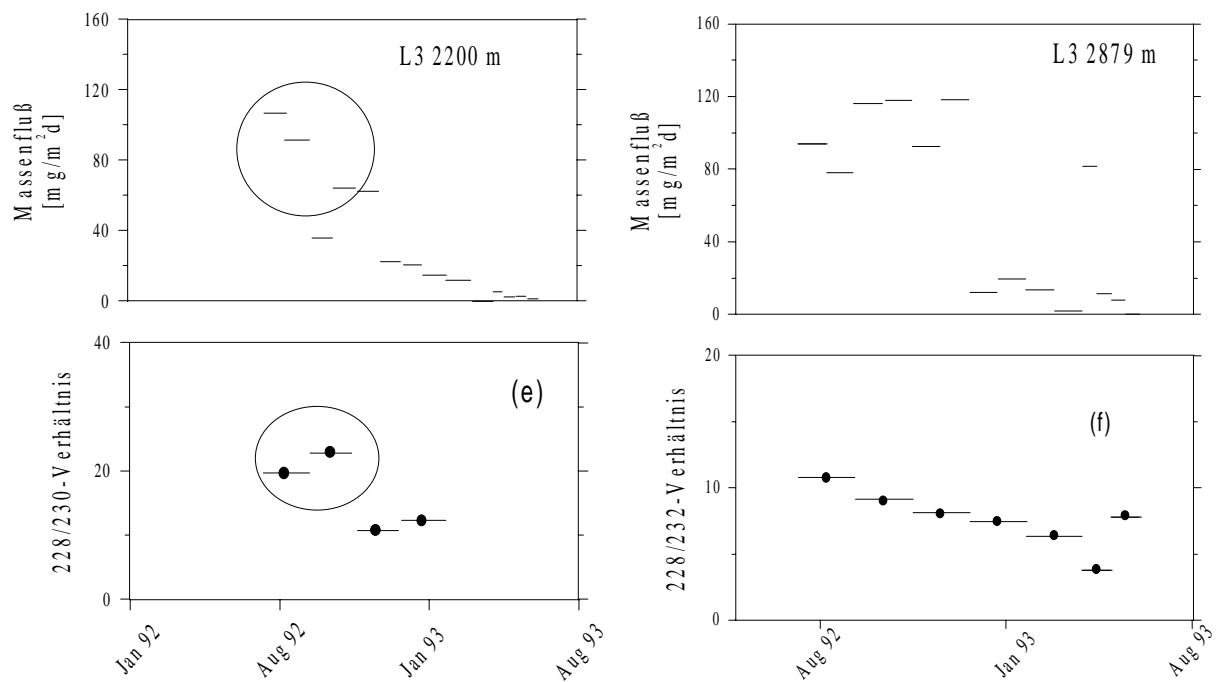 160
120
80
40
0
Massenfluß
[mg/m²d]
L3 2200 m
160
120
80
40
0
Massenfluß
[mg/m²d]
L3 2879 m
40
20
0
228/230-Verhältnis
(e)
Jan 92
Aug 92
Jan 93
Aug 93
20
10
0
228/232-Verhältnis
(f)
Aug 92
Jan 93
Aug 93